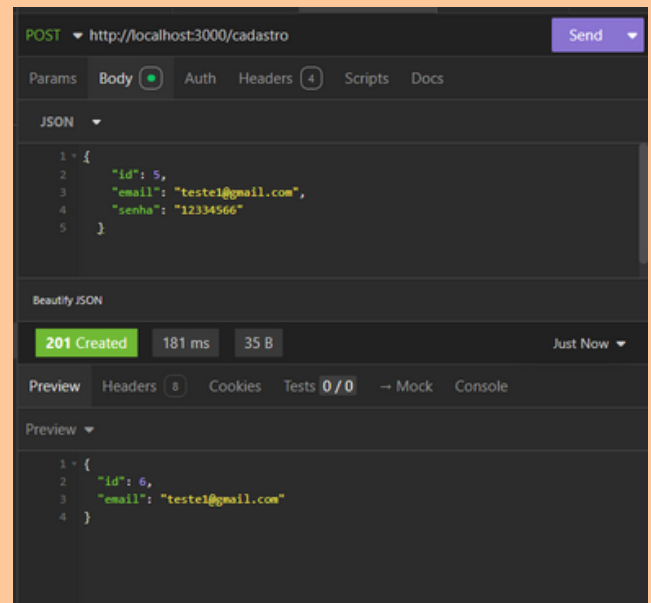 POST http://localhost:3000/cadastro Send
Params Body Auth Headers 4 Scripts Docs
JSON
1 {
2 "id": 5,
3 "email": "teste1@gmail.com",
4 "senha": "12334566"
5 }
Beautify JSON
201 Created 181 ms 35 B Just Now
Preview Headers 8 Cookies Tests 0 / 0 → Mock Console
Preview
1 {
2 "id": 6,
3 "email": "teste1@gmail.com"
4 }